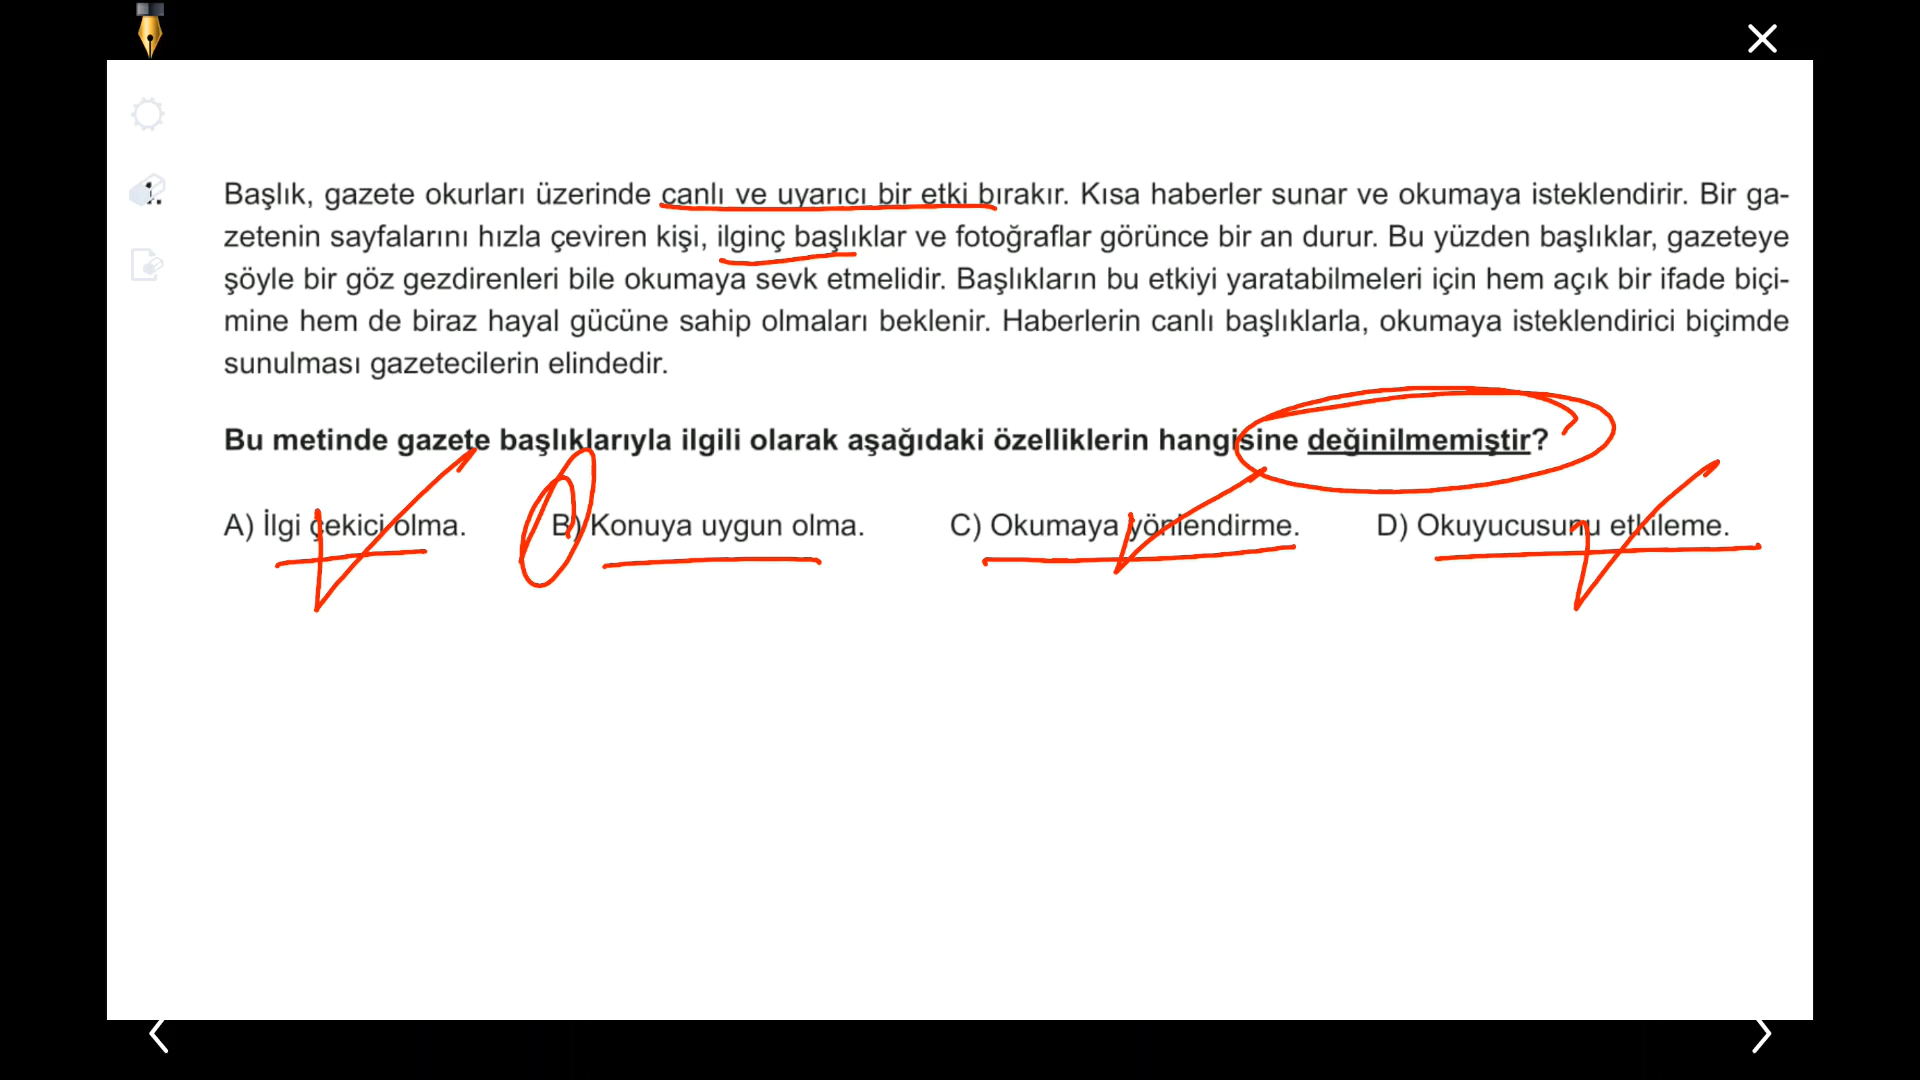 1. Başlık, gazete okurları üzerinde canlı ve uyarıcı bir etki bırakır. Kısa haberler sunar ve okumaya isteklendirir. Bir ga-
zetenin sayfalarını hızla çeviren kişi, ilginç başlıklar ve fotoğraflar görünce bir an durur. Bu yüzden başlıklar, gazeteye
şöyle bir göz gezdirenleri bile okumaya sevk etmelidir. Başlıkların bu etkiyi yaratabilmeleri için hem açık bir ifade biçi-
mine hem de biraz hayal gücüne sahip olmaları beklenir. Haberlerin canlı başlıklarla, okumaya isteklendirici biçimde
sunulması gazetecilerin elindedir.
Bu metinde gazete başlıklarıyla ilgili olarak aşağıdaki özelliklerin hangisine değinilmemiştir?
A) İlgi çekici olma. B) Konuya uygun olma. C) Okumaya yönlendirme. D) Okuyucusunu etkileme.